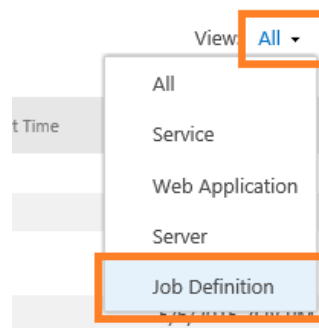 View: All
All
t Time
Service
Web Application
Server
Job Definition